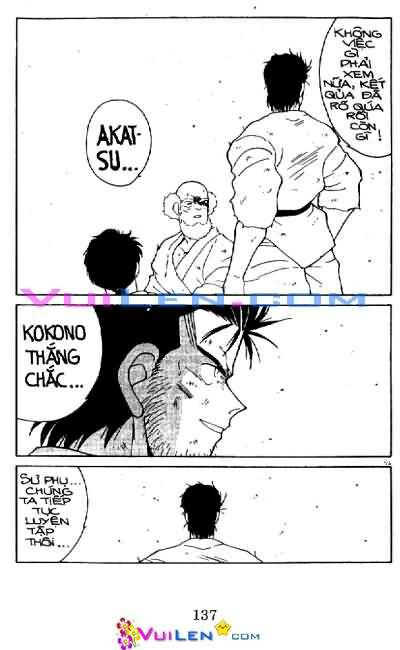 KHÔNG
VIỆC
GÌ
PHẢI
XEM
NỮA, KẾT
QUẢ ĐÃ
RÕ QÚA
RỒI
CÒN
GÌ !
AKAT-
SU...
VUILEN.COM
KOKONO
THẮNG
CHẮC...
SƯ PHỤ...
CHÚNG
TA TIẾP
TỤC
LUYỆN
TẬP
THÔI...
137
VUILEN.COM